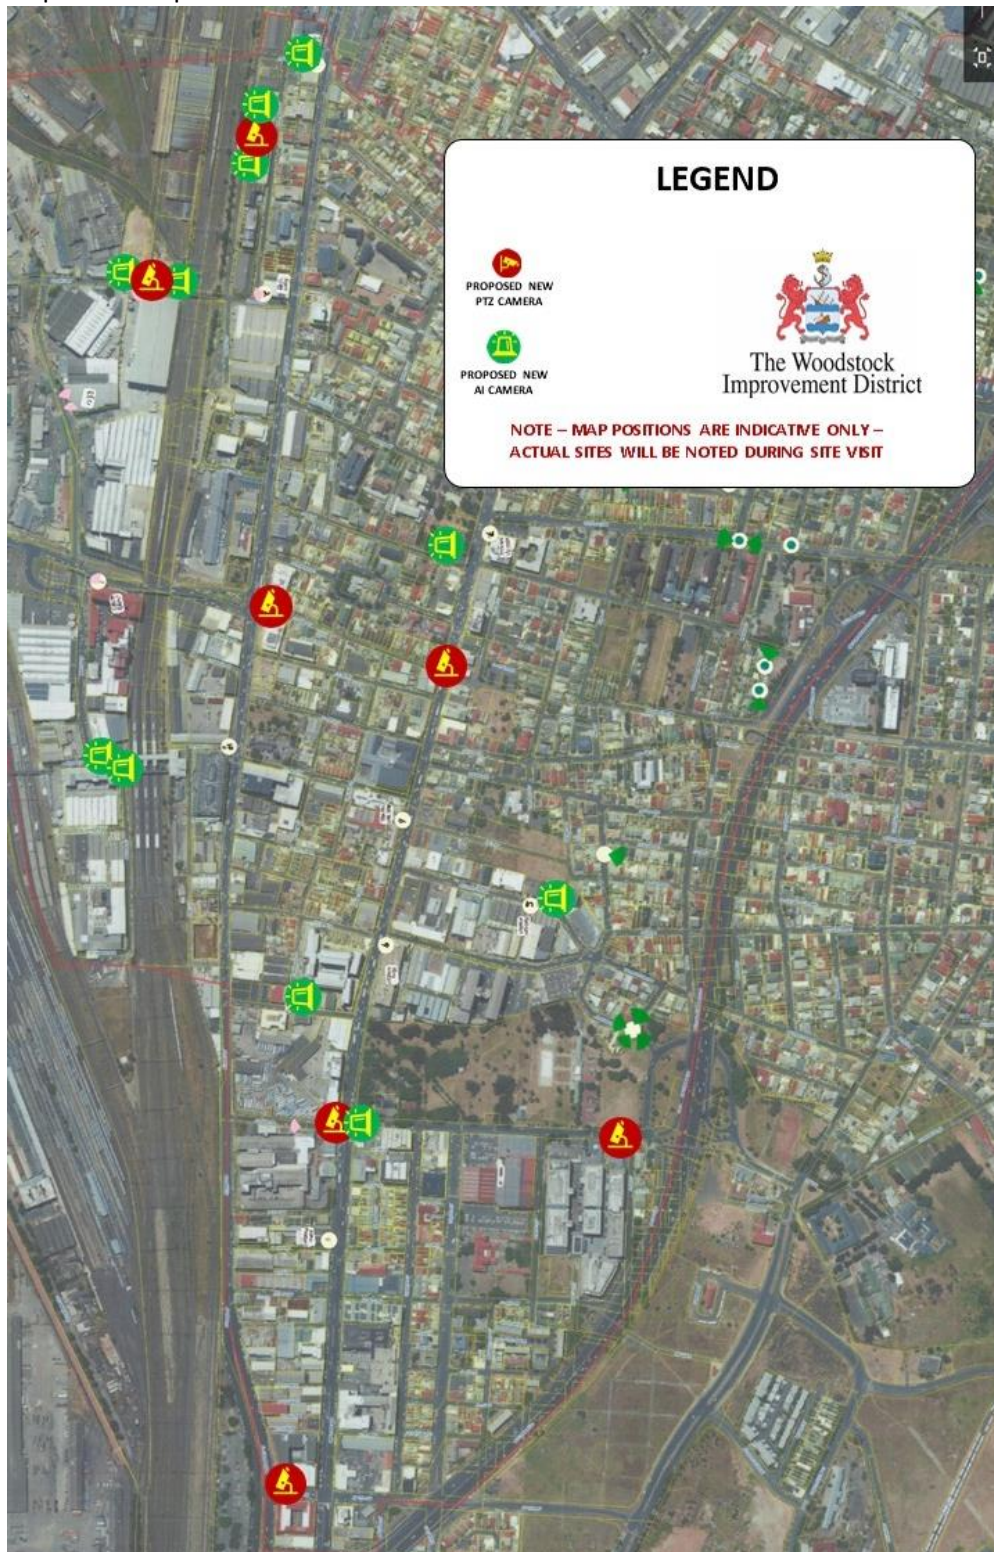 LEGEND
PROPOSED NEW
PTZ CAMERA
PROPOSED NEW
AI CAMERA
The Woodstock
Improvement District
NOTE – MAP POSITIONS ARE INDICATIVE ONLY –
ACTUAL SITES WILL BE NOTED DURING SITE VISIT